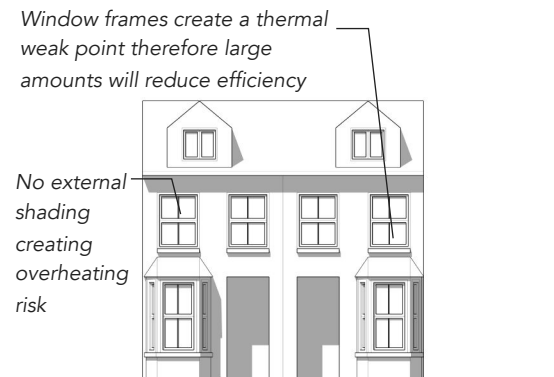 Window frames create a thermal
weak point therefore large
amounts will reduce efficiency
No external
shading
creating
overheating
risk